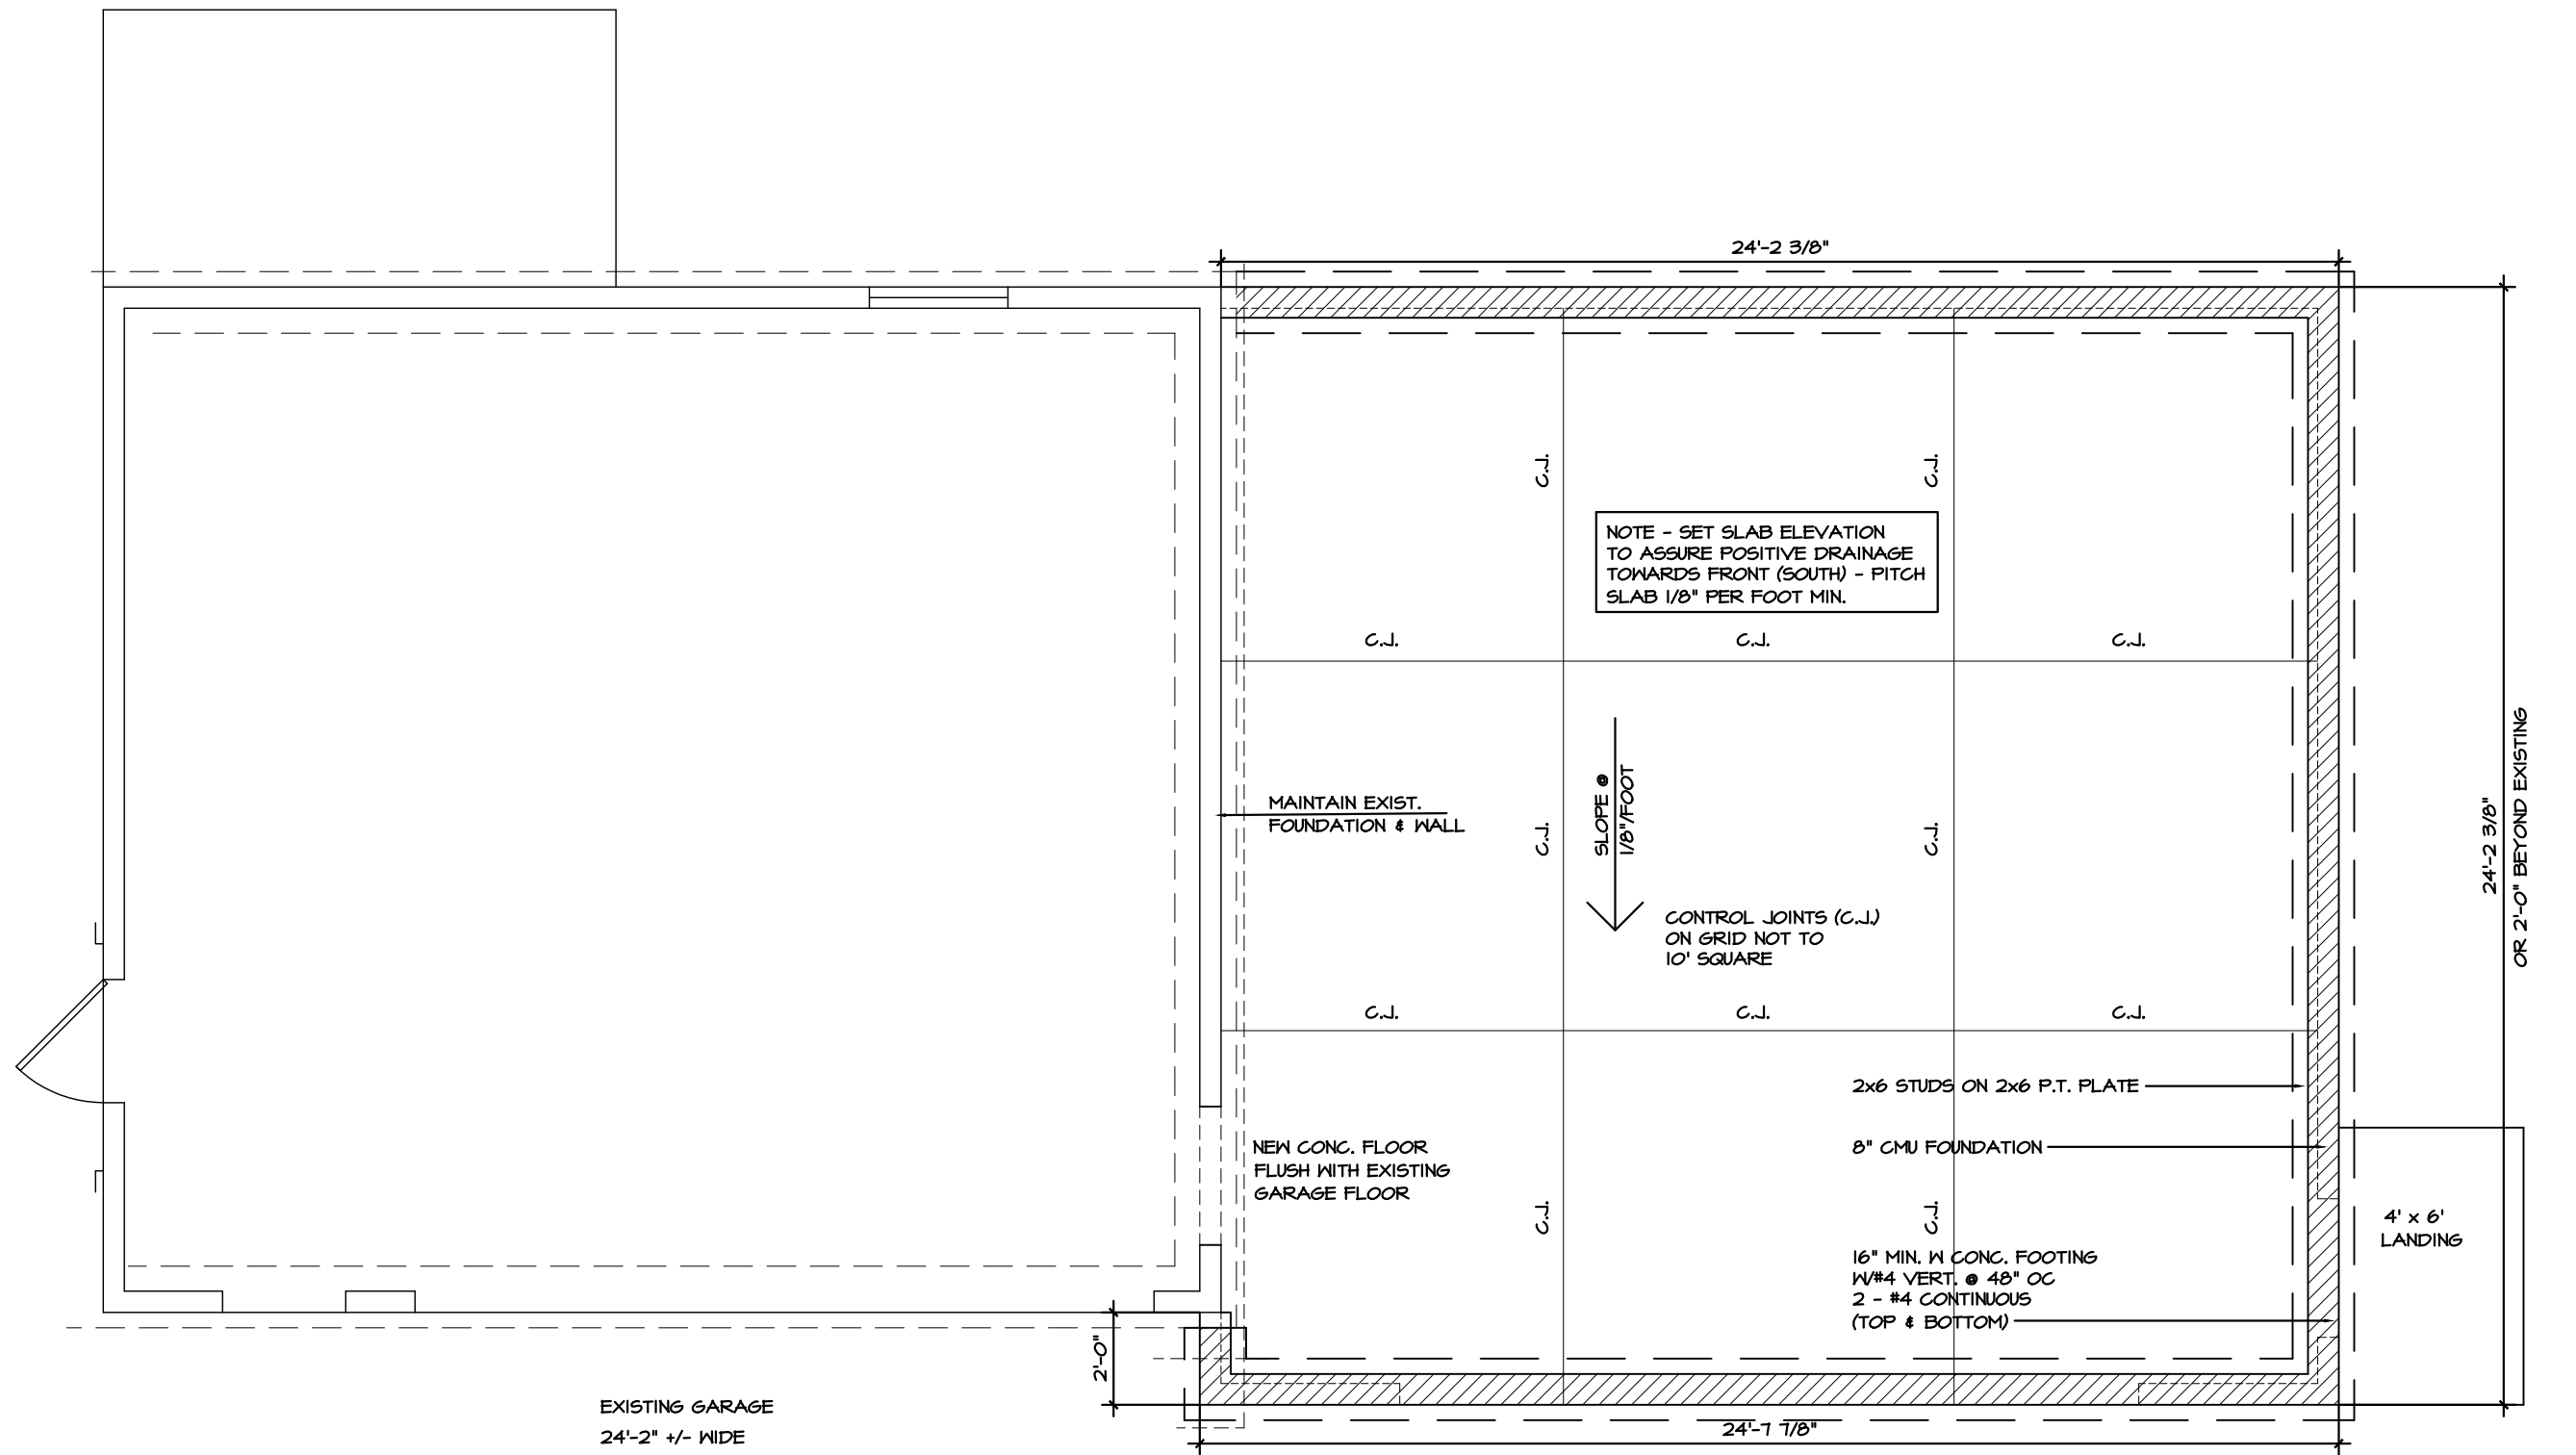 24'-2 3/8"
C.J.
C.J.
NOTE - SET SLAB ELEVATION
TO ASSURE POSITIVE DRAINAGE
TOWARDS FRONT (SOUTH) - PITCH
SLAB 1/8" PER FOOT MIN.
C.J.
C.J.
C.J.
MAINTAIN EXIST.
FOUNDATION & WALL
C.J.
SLOPE @
1/8"/FOOT
C.J.
24'-2 3/8"
OR 2'-0" BEYOND EXISTING
CONTROL JOINTS (C.J.)
ON GRID NOT TO
10' SQUARE
C.J.
C.J.
C.J.
2x6 STUDS ON 2x6 P.T. PLATE
NEW CONC. FLOOR
FLUSH WITH EXISTING
GARAGE FLOOR
8" CMU FOUNDATION
C.J.
C.J.
4' x 6'
LANDING
16" MIN. W CONC. FOOTING
W/#4 VERT. @ 48" OC
2 - #4 CONTINUOUS
(TOP & BOTTOM)
2'-0"
EXISTING GARAGE
24'-2" +/- WIDE
24'-7 7/8"